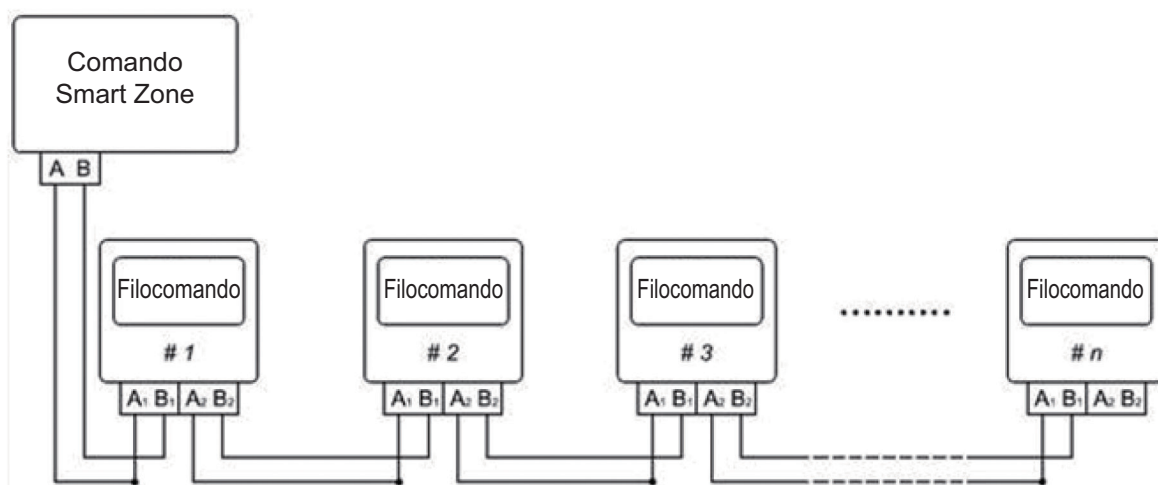 Comando
Smart Zone
A B
Filocomando Filocomando Filocomando Filocomando
# 1 # 2 # 3 ·········· # n
A₁ B₁ A₂ B₂ A₁ B₁ A₂ B₂ A₁ B₁ A₂ B₂ A₁ B₁ A₂ B₂